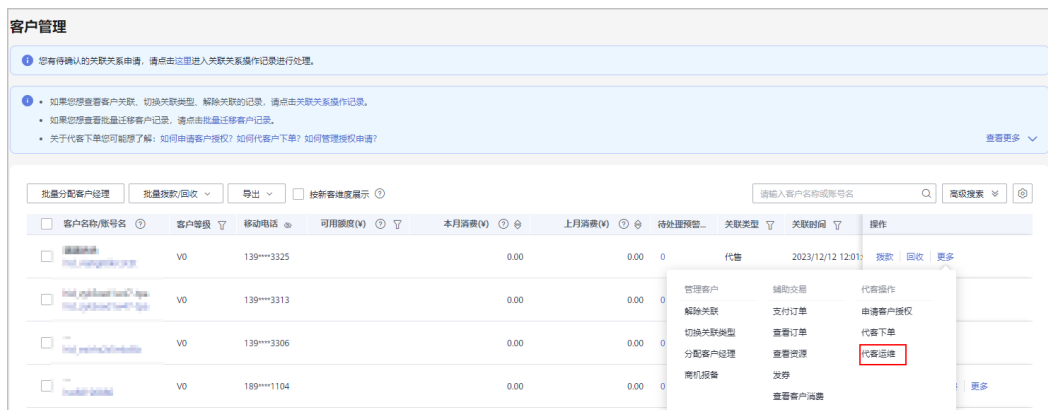 客户管理
您有待确认的关联关系申请，请点击这里进入关联关系操作记录进行处理。
• 如果您想查看客户关联、切换关联类型、解除关联的记录，请点击关联关系操作记录。
• 如果您想查看批量迁移客户记录，请点击批量迁移客户记录。
• 关于代客下单您可能想了解：如何申请客户授权？如何代客户下单？如何管理授权申请？
查看更多
批量分配客户经理 批量拨款/回收 导出 按新客维度展示 请输入客户名称或账号名 高级搜索
客户名称/账号名 客户等级 移动电话 可用额度(¥) 本月消费(¥) 上月消费(¥) 待处理预警... 关联类型 关联时间 操作
V0 139****3325 0.00 0.00 0 代售 2023/12/12 12:01: 拨款 回收 更多
管理客户 辅助交易 代客操作
V0 139****3313 0.00 0.00 0
解除关联 支付订单 申请客户授权
切换关联类型 查看订单 代客下单
V0 139****3306 0.00 0.00 0
分配客户经理 查看资源 代客运维
商机报备 发券
V0 189****1104 0.00 0.00 0 更多
查看客户消费